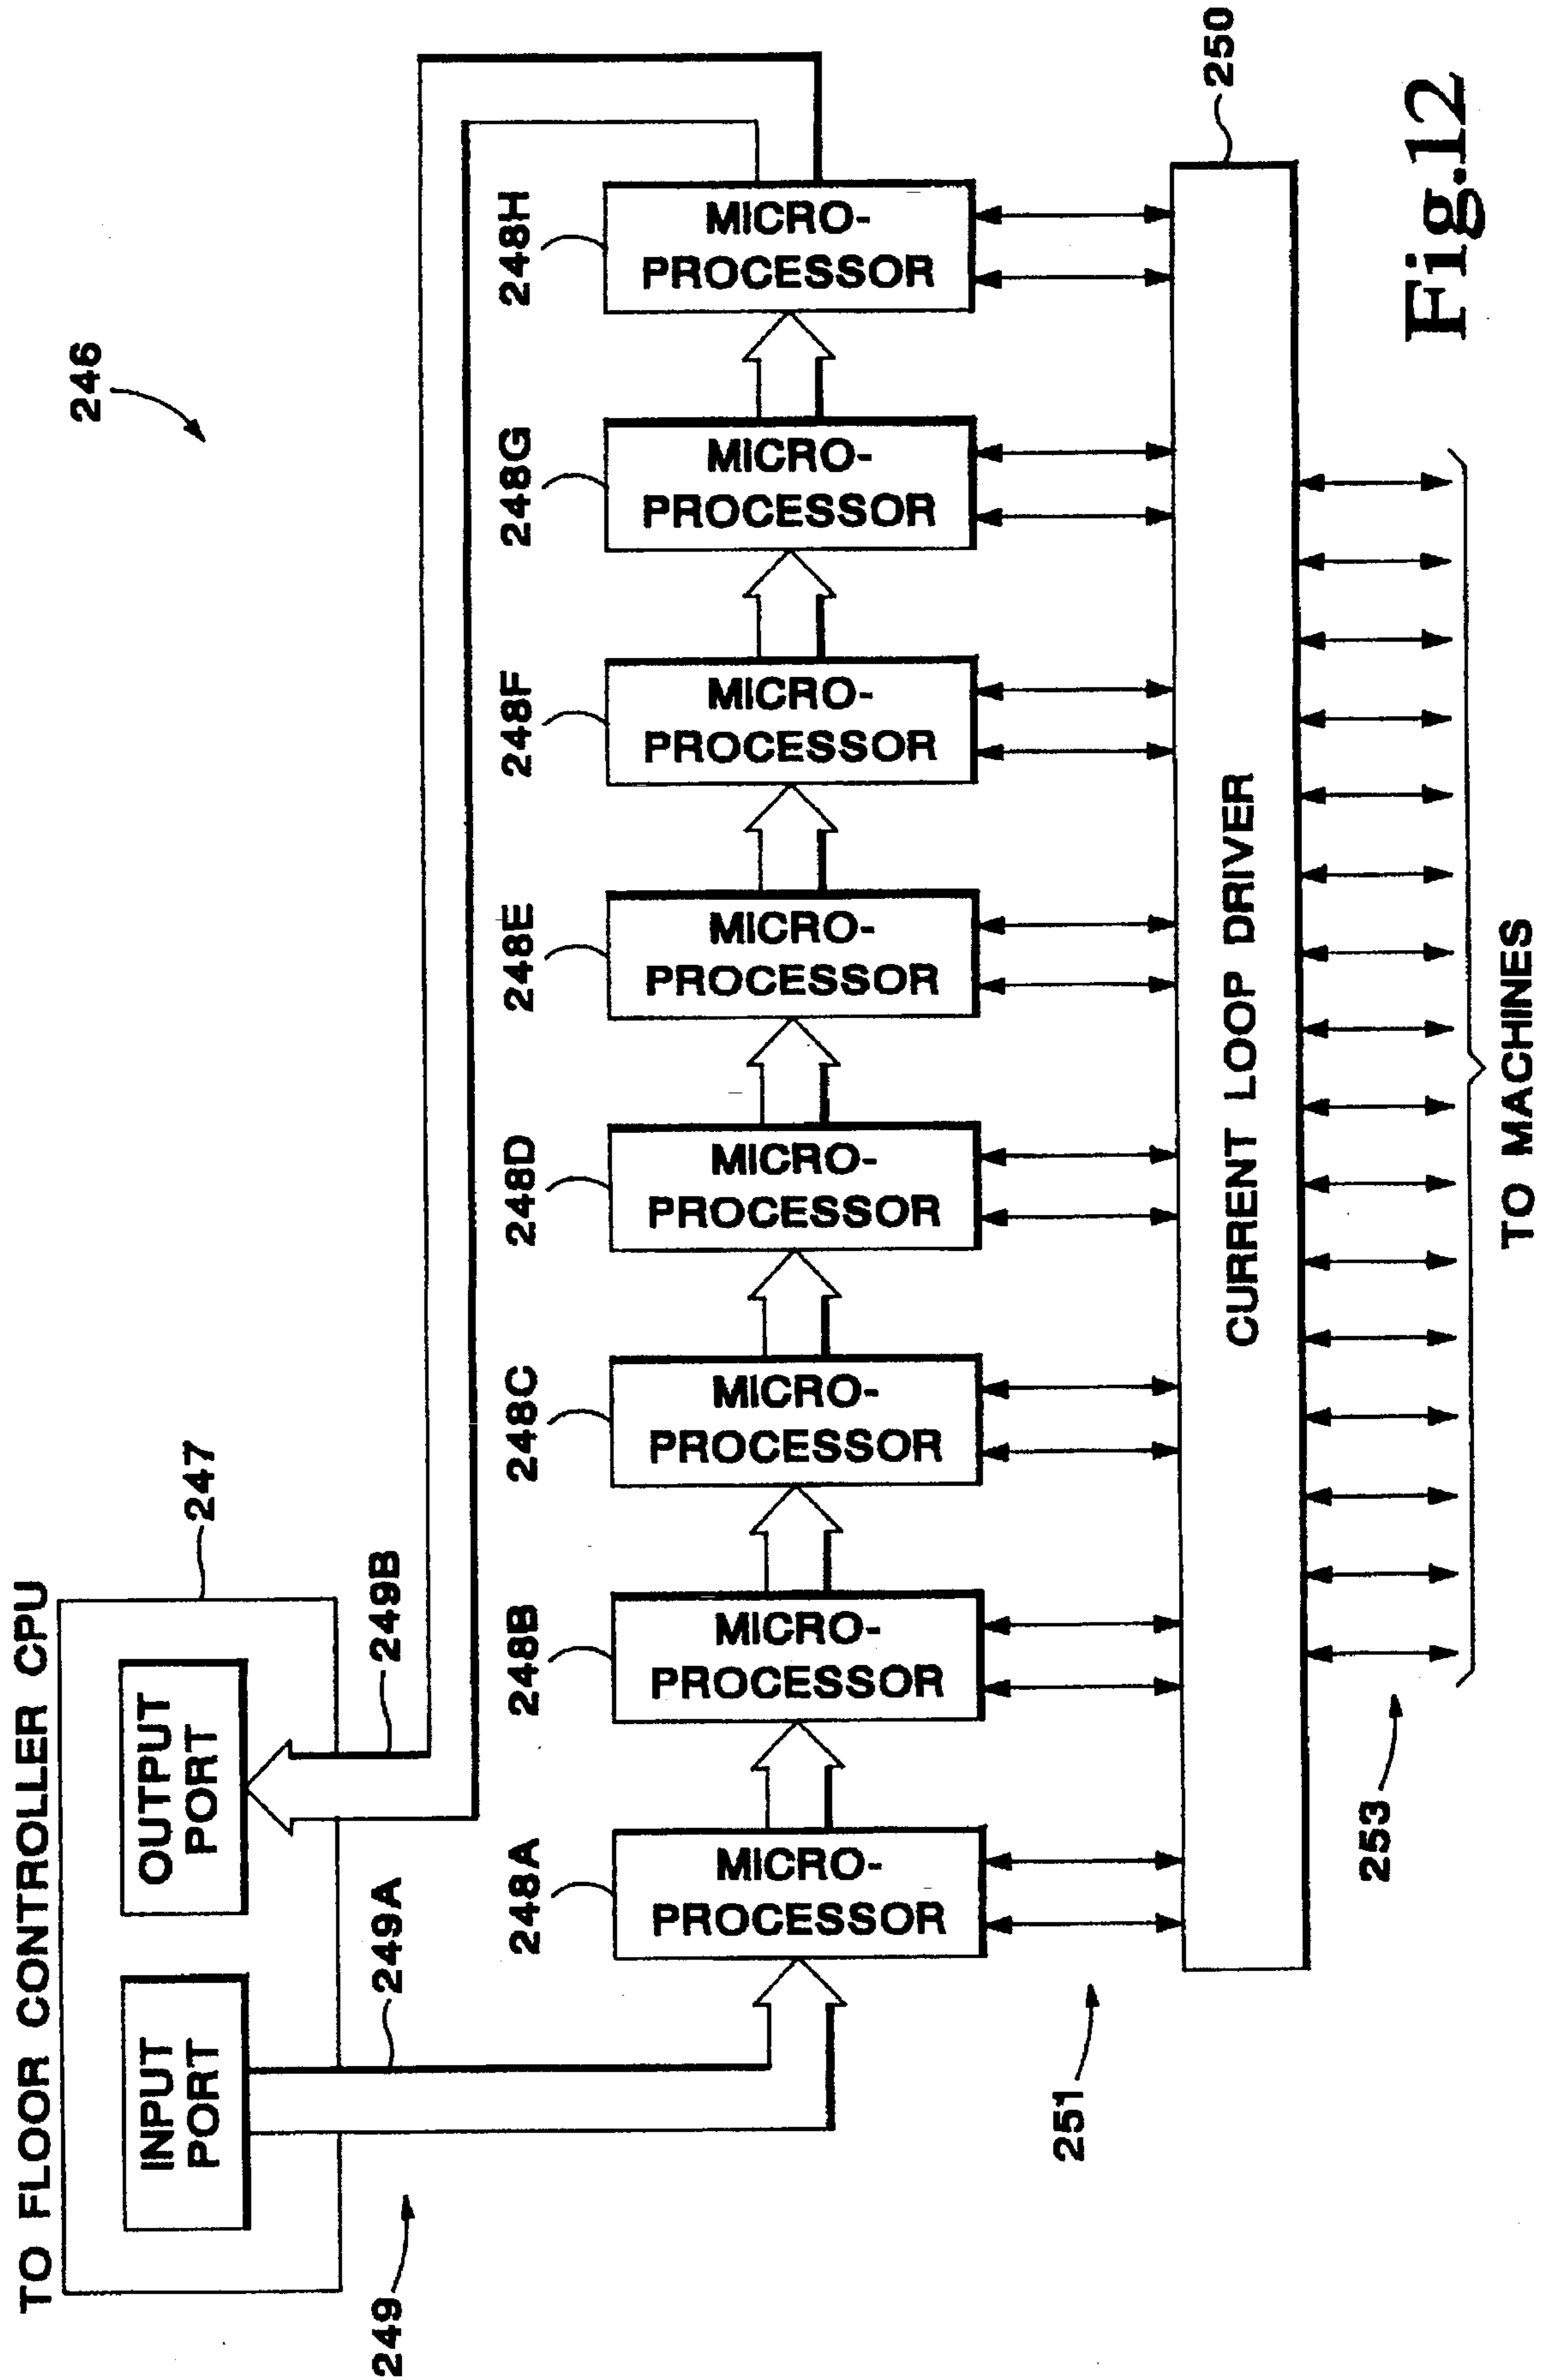 TO FLOOR CONTROLLER CPU
247
246
INPUT
PORT
OUTPUT
PORT
249
249A
249B
248A
248B
248C
248D
248E
248F
248G
248H
MICRO-
PROCESSOR
MICRO-
PROCESSOR
MICRO-
PROCESSOR
MICRO-
PROCESSOR
MICRO-
PROCESSOR
MICRO-
PROCESSOR
MICRO-
PROCESSOR
MICRO-
PROCESSOR
251
CURRENT LOOP DRIVER
250
253
TO MACHINES
Fig.12